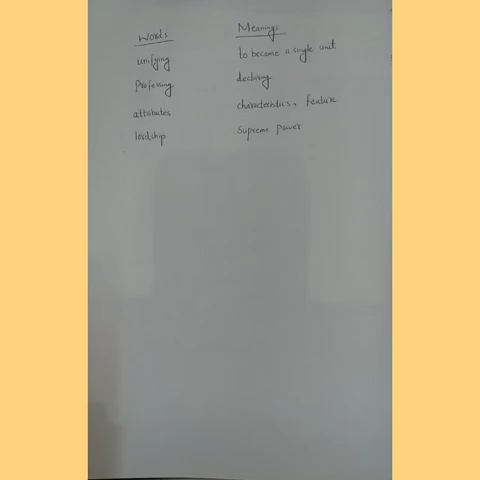 Words Meanings
unifying to become a single unit
Professing declaring
attributes characteristics, feature
lordship Supreme power